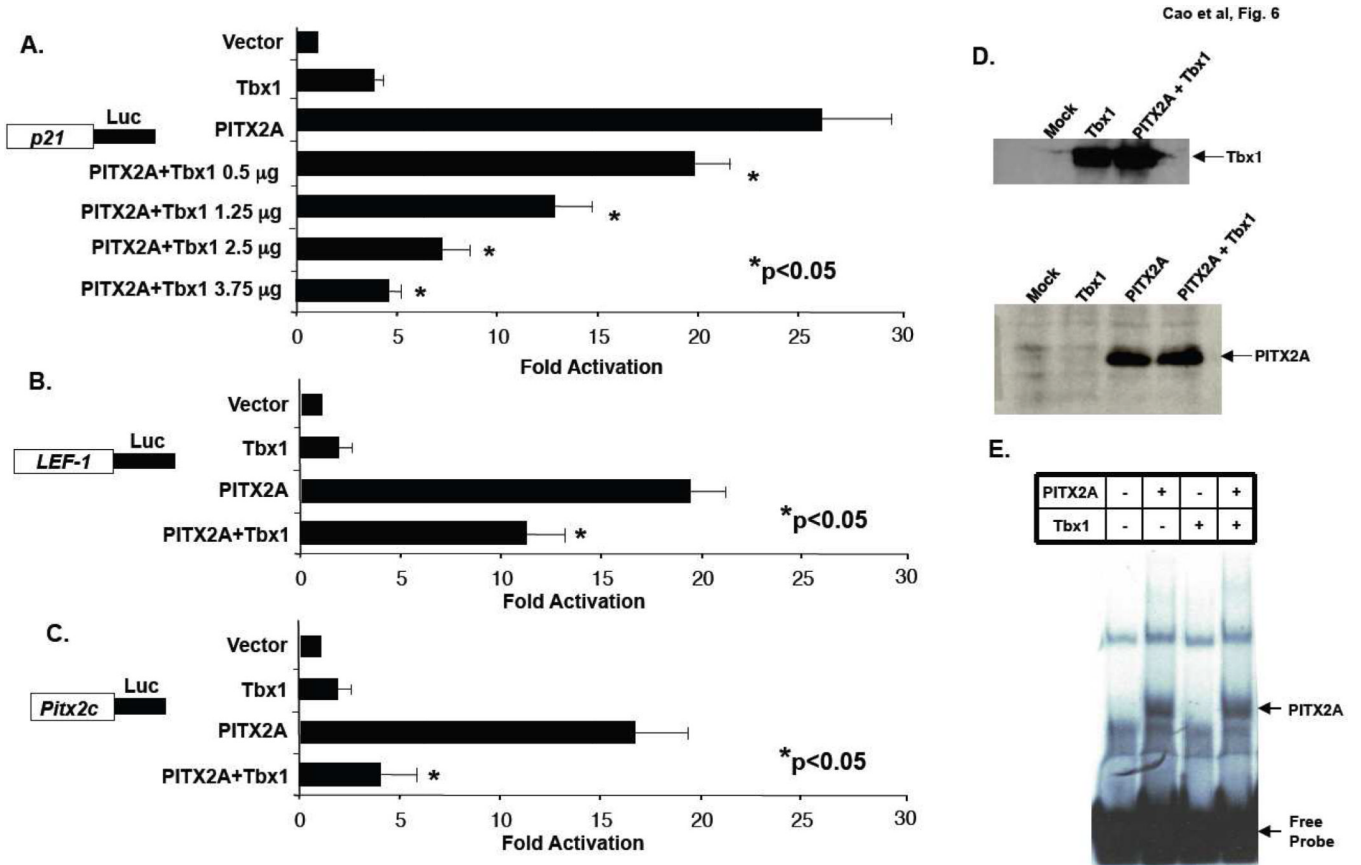 Cao et al, Fig. 6
A.
p21
Luc
Vector
Tbx1
PITX2A
PITX2A+Tbx1 0.5 μg
PITX2A+Tbx1 1.25 μg
PITX2A+Tbx1 2.5 μg
PITX2A+Tbx1 3.75 μg
*
*
*
*
*p<0.05
0 5 10 15 20 25 30
Fold Activation
B.
LEF-1
Luc
Vector
Tbx1
PITX2A
PITX2A+Tbx1
*
*p<0.05
0 5 10 15 20 25 30
Fold Activation
C.
Pitx2c
Luc
Vector
Tbx1
PITX2A
PITX2A+Tbx1
*
*p<0.05
0 5 10 15 20 25 30
Fold Activation
D.
Mock Tbx1 PITX2A + Tbx1
Tbx1
Mock Tbx1 PITX2A PITX2A + Tbx1
PITX2A
E.
PITX2A - + - +
Tbx1 - - + +
PITX2A
Free
Probe